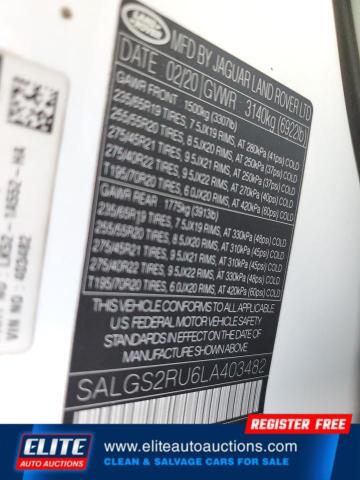 LAND
ROVER
MFD BY JAGUAR LAND ROVER LTD
DATE 02/20 GVWR 3140kg (6922lb)
GAWR FRONT 1500kg (3307lb)
235/65R19 TIRES, 7.5JX19 RIMS, AT 260kPa (41psi) COLD
255/55R20 TIRES, 8.5JX20 RIMS, AT 250kPa (37psi) COLD
275/45R21 TIRES, 9.5JX21 RIMS, AT 250kPa (37psi) COLD
275/40R22 TIRES, 9.5JX22 RIMS, AT 270kPa (40psi) COLD
T195/70R20 TIRES, 6.0JX20 RIMS, AT 420kPa (60psi) COLD
GAWR REAR 1775kg (3913lb)
235/65R19 TIRES, 7.5JX19 RIMS, AT 330kPa (48psi) COLD
255/55R20 TIRES, 8.5JX20 RIMS, AT 310kPa (45psi) COLD
275/45R21 TIRES, 9.5JX21 RIMS, AT 310kPa (45psi) COLD
275/40R22 TIRES, 9.5JX22 RIMS, AT 330kPa (48psi) COLD
T195/70R20 TIRES, 6.0JX20 RIMS, AT 420kPa (60psi) COLD
THIS VEHICLE CONFORMS TO ALL APPLICABLE
US FEDERAL MOTOR VEHICLE SAFETY
STANDARDS IN EFFECT ON THE DATE
SALGS2RU6LA403482
VIN NO: 403482
REGISTER FREE
ELITE
AUTO AUCTIONS
www.eliteautoauctions.com
CLEAN & SALVAGE CARS FOR 2026